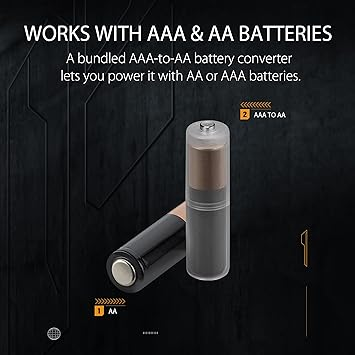 WORKS WITH AAA & AA BATTERIES
A bundled AAA-to-AA battery converter
lets you power it with AA or AAA batteries.
2 AAA TO AA
1 AA